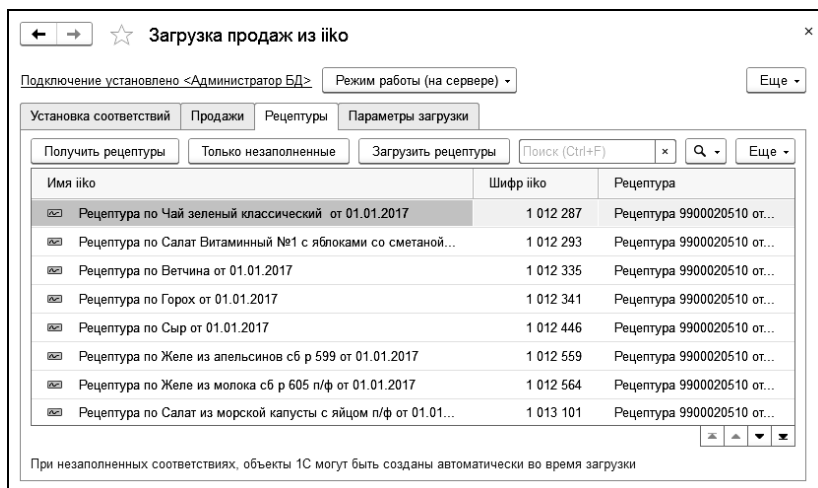 Загрузка продаж из iiko
Подключение установлено <Администратор БД> Режим работы (на сервере) Еще
Установка соответствий Продажи Рецептуры Параметры загрузки
Получить рецептуры Только незаполненные Загрузить рецептуры Поиск (Ctrl+F) × Еще
Имя iiko Шифр iiko Рецептура
Рецептура по Чай зеленый классический от 01.01.2017 1 012 287 Рецептура 9900020510 от...
Рецептура по Салат Витаминный №1 с яблоками со сметаной... 1 012 293 Рецептура 9900020510 от...
Рецептура по Ветчина от 01.01.2017 1 012 335 Рецептура 9900020510 от...
Рецептура по Горох от 01.01.2017 1 012 341 Рецептура 9900020510 от...
Рецептура по Сыр от 01.01.2017 1 012 446 Рецептура 9900020510 от...
Рецептура по Желе из апельсинов сб р 599 от 01.01.2017 1 012 559 Рецептура 9900020510 от...
Рецептура по Желе из молока сб р 605 п/ф от 01.01.2017 1 012 564 Рецептура 9900020510 от...
Рецептура по Салат из морской капусты с яйцом п/ф от 01.01... 1 013 101 Рецептура 9900020510 от...
При незаполненных соответствиях, объекты 1С могут быть созданы автоматически во время загрузки